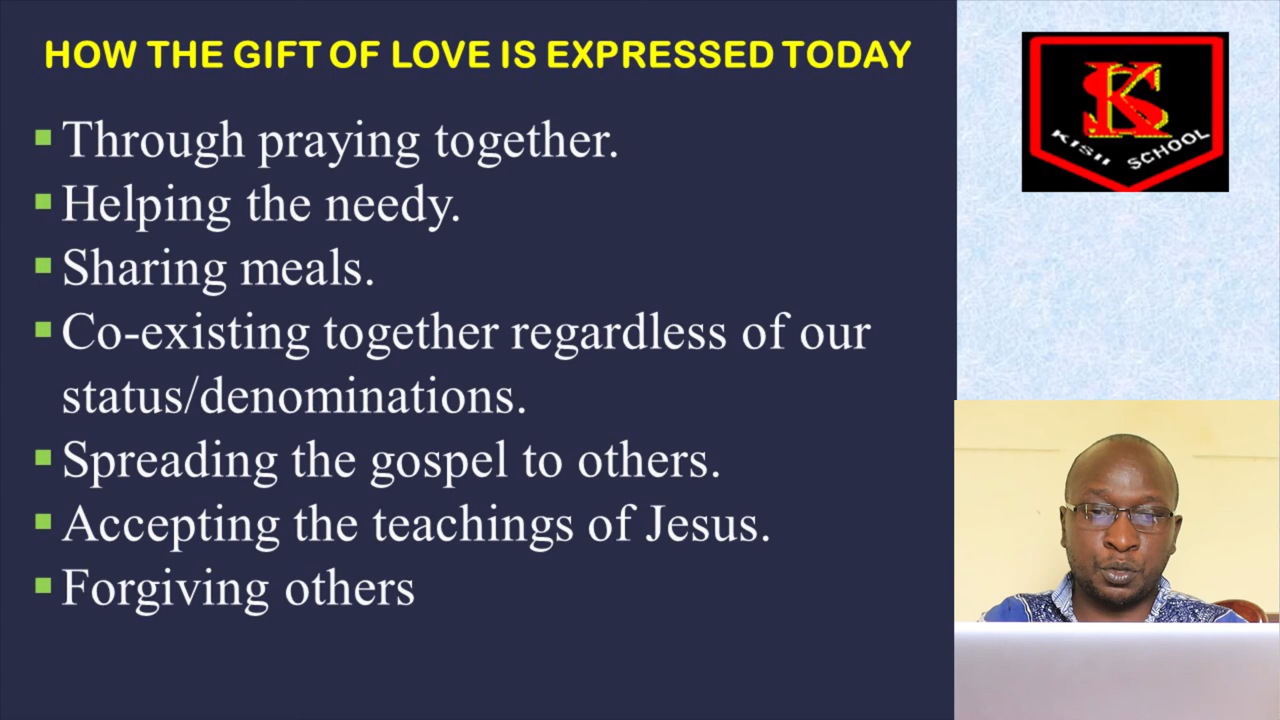 HOW THE GIFT OF LOVE IS EXPRESSED TODAY
▪ Through praying together.
▪ Helping the needy.
▪ Sharing meals.
▪ Co-existing together regardless of our
status/denominations.
▪ Spreading the gospel to others.
▪ Accepting the teachings of Jesus.
▪ Forgiving others
KS
KISII SCHOOL